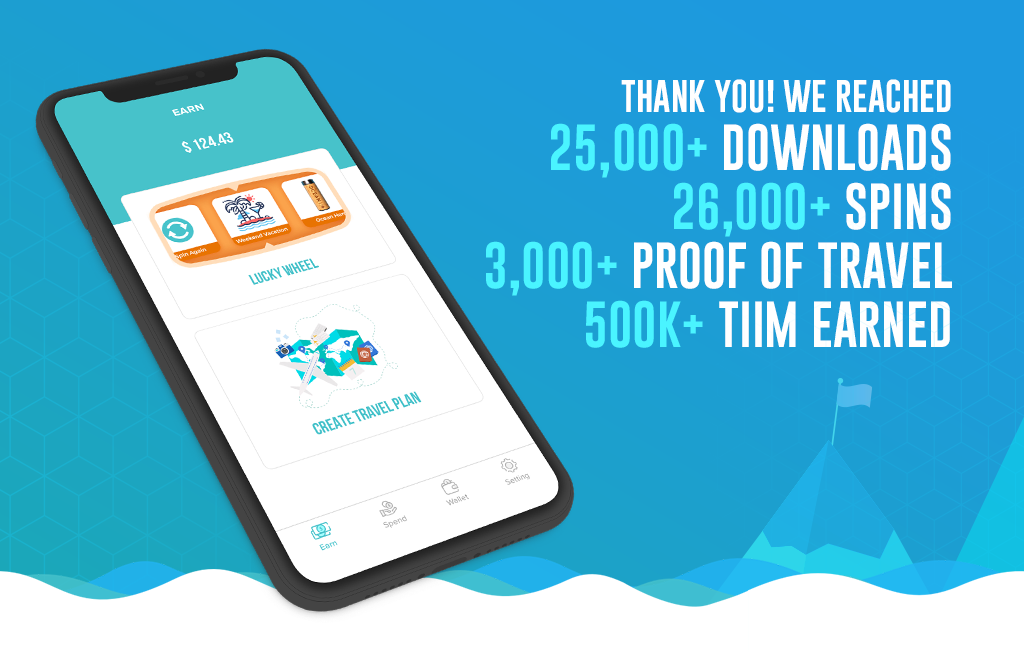 EARN
$ 124.43
Spin Again
Weekend Vacation
Ocean
LUCKY WHEEL
CREATE TRAVEL PLAN
Earn
Spend
Wallet
Setting
THANK YOU! WE REACHED
25,000+ DOWNLOADS
26,000+ SPINS
3,000+ PROOF OF TRAVEL
500K+ TIIM EARNED